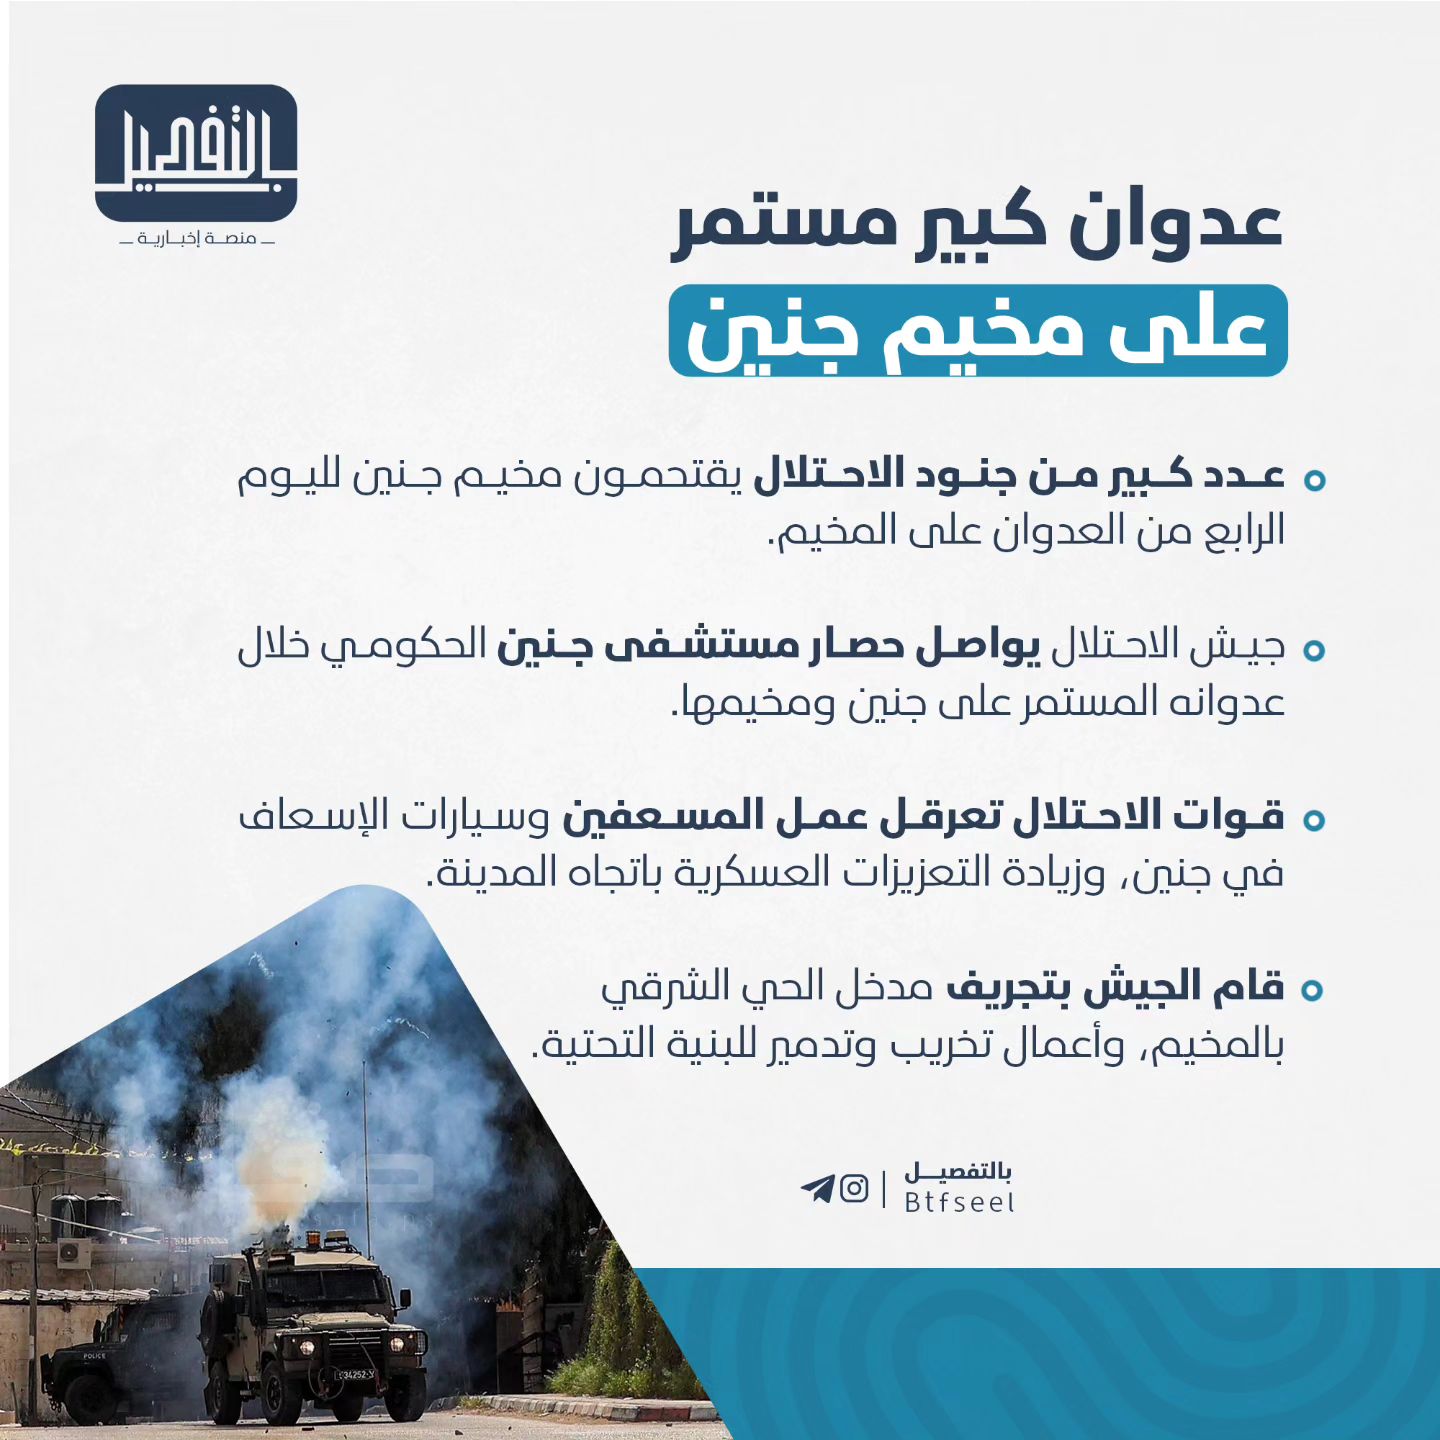 بالتفصيل
منصة إخبارية
عدوان كبير مستمر
على مخيم جنين
عدد كبير من جنود الاحتلال يقتحمون مخيم جنين لليوم
الرابع من العدوان على المخيم.
جيش الاحتلال يواصل حصار مستشفى جنين الحكومي خلال
عدوانه المستمر على جنين ومخيمها.
قوات الاحتلال تعرقل عمل المسعفين وسيارات الإسعاف
في جنين، وزيادة التعزيزات العسكرية باتجاه المدينة.
قام الجيش بتجريف مدخل الحي الشرقي
بالمخيم، وأعمال تخريب وتدمير للبنية التحتية.
بالتفصيل
Btfseel
POLICE